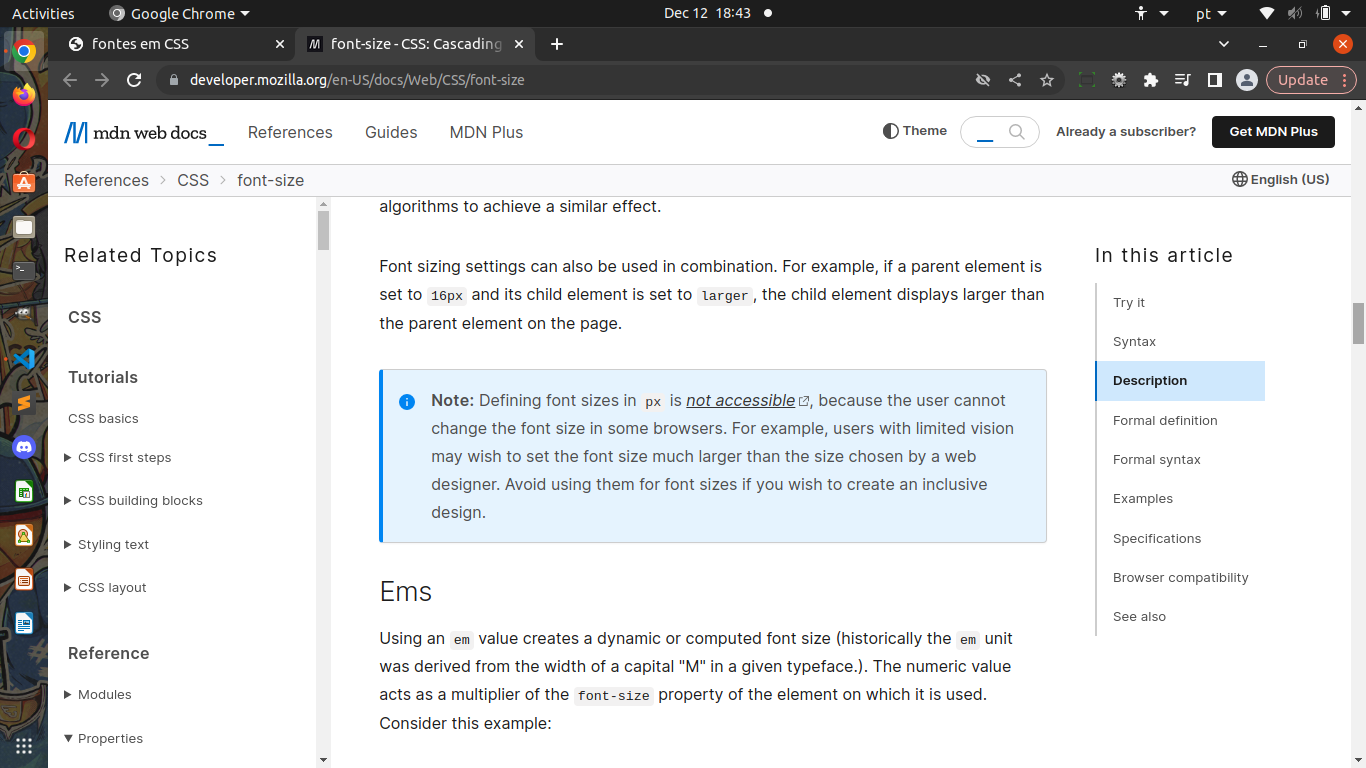 Activities
Google Chrome
Dec 12 18:43
pt
fontes em CSS
font-size - CSS: Cascading
developer.mozilla.org/en-US/docs/Web/CSS/font-size
Update
mdn web docs
References
Guides
MDN Plus
Theme
Already a subscriber?
Get MDN Plus
References
CSS
font-size
English (US)
Related Topics
CSS
Tutorials
CSS basics
CSS first steps
CSS building blocks
Styling text
CSS layout
Reference
Modules
Properties
algorithms to achieve a similar effect.
Font sizing settings can also be used in combination. For example, if a parent element is
set to 16px and its child element is set to larger, the child element displays larger than
the parent element on the page.
Note: Defining font sizes in px is not accessible, because the user cannot
change the font size in some browsers. For example, users with limited vision
may wish to set the font size much larger than the size chosen by a web
designer. Avoid using them for font sizes if you wish to create an inclusive
design.
Ems
Using an em value creates a dynamic or computed font size (historically the em unit
was derived from the width of a capital "M" in a given typeface.). The numeric value
acts as a multiplier of the font-size property of the element on which it is used.
Consider this example:
In this article
Try it
Syntax
Description
Formal definition
Formal syntax
Examples
Specifications
Browser compatibility
See also